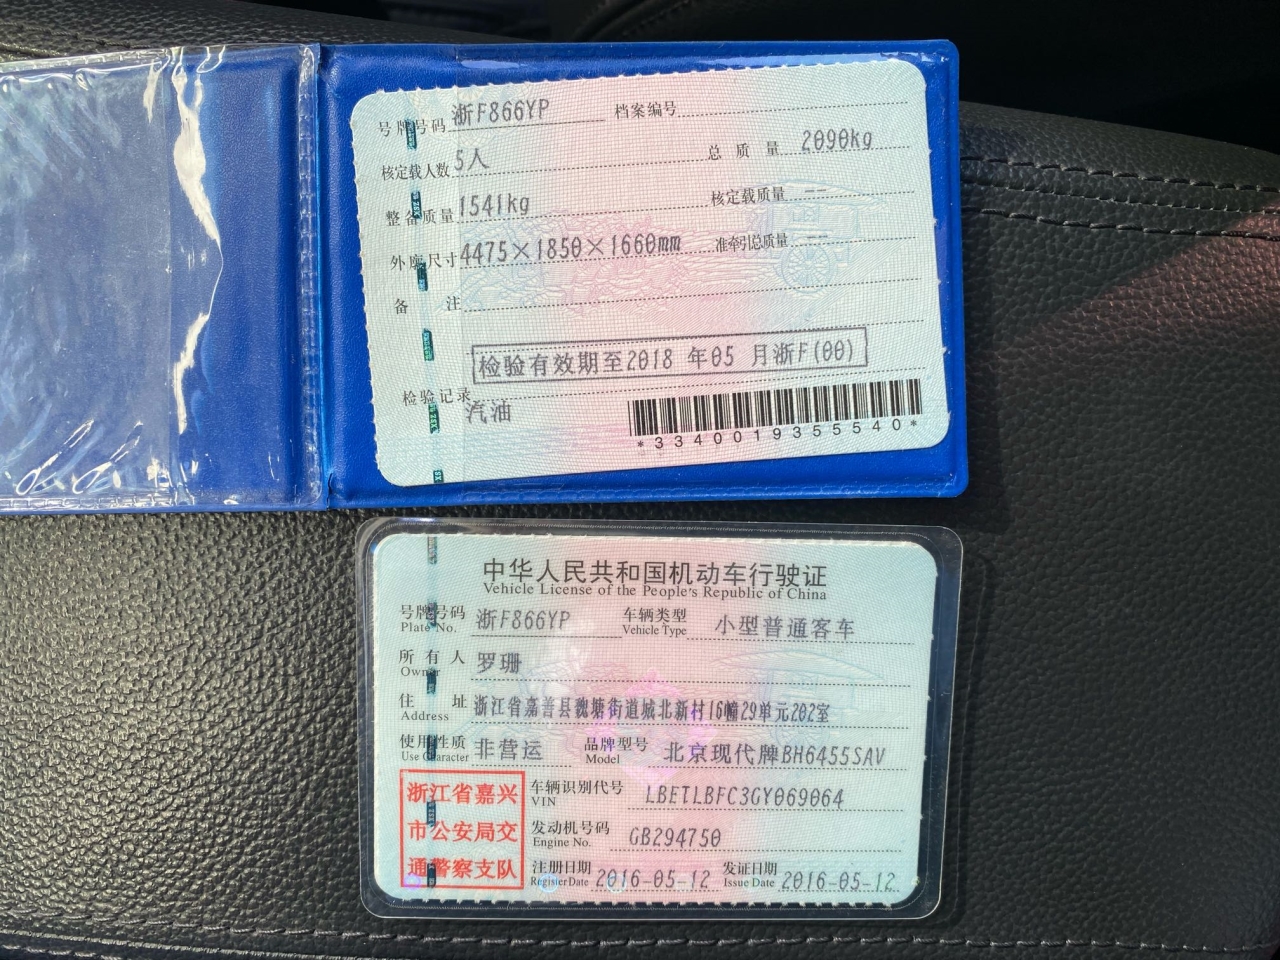 号牌号码 浙F866YP 档案编号
核定载人数 5人 总质量 2090kg
整备质量 1541kg 核定载质量 --
外廓尺寸 4475×1850×1660mm 准牵引总质量 --
备注
检验有效期至2018 年05 月浙F(00)
检验记录
汽油
*3340019355540*
中华人民共和国机动车行驶证
Vehicle License of the People's Republic of China
号牌号码 浙F866YP 车辆类型 小型普通客车
Plate No. Vehicle Type
所有人 罗珊
Owner
住址 浙江省嘉善县魏塘街道城北新村16幢29单元202室
Address
使用性质 非营运 品牌型号 北京现代牌BH6455SAV
Use Character Model
浙江省嘉兴
市公安局交
通警察支队
车辆识别代号 LBETLBFC3GY069064
VIN
发动机号码 GB294750
Engine No.
注册日期 2016-05-12 发证日期 2016-05-12
Register Date Issue Date